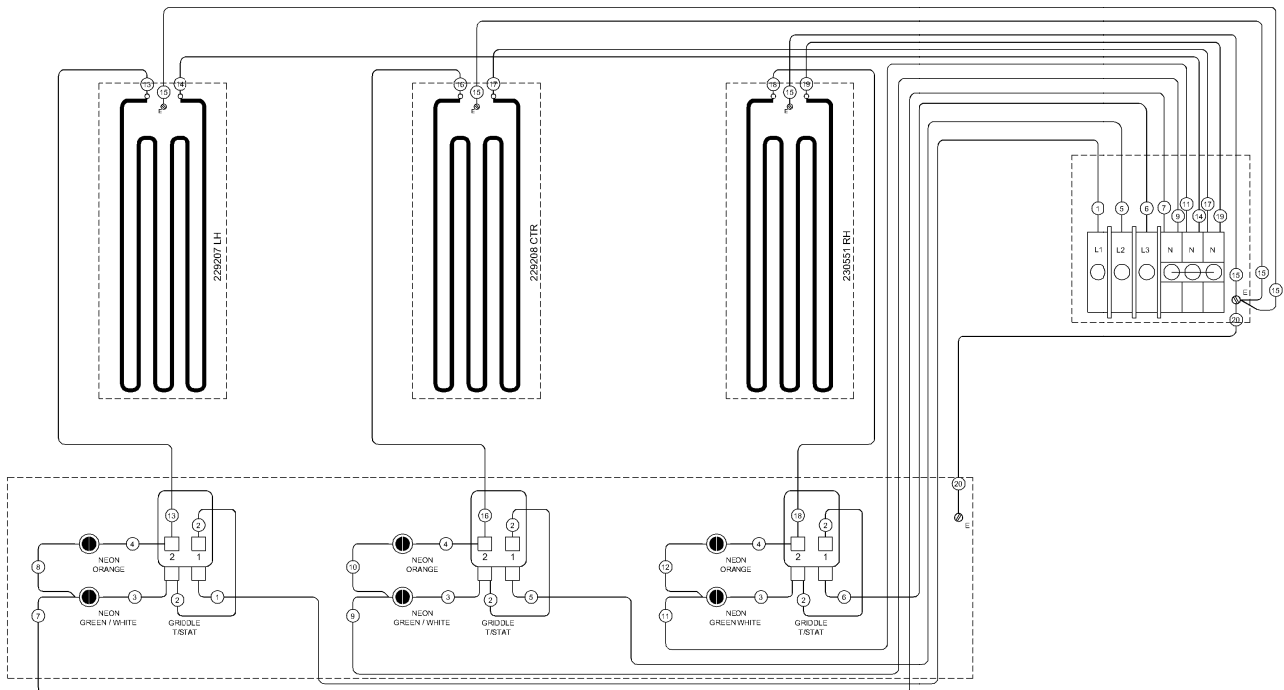 13
15
14
E
16
15
17
E
18
15
19
E
229207 LH
229208 CTR
230551 RH
1
5
6
7
9
11
14
17
19
L1
L2
L3
N
N
N
15
15
15
E
20
20
E
13
2
2
1
4
NEON
ORANGE
8
3
2
1
7
NEON
GREEN / WHITE
GRIDDLE
T/STAT
16
2
2
1
4
NEON
ORANGE
10
3
2
5
9
NEON
GREEN / WHITE
GRIDDLE
T/STAT
18
2
2
1
4
NEON
ORANGE
12
3
2
6
11
NEON
GREEN WHITE
GRIDDLE
T/STAT